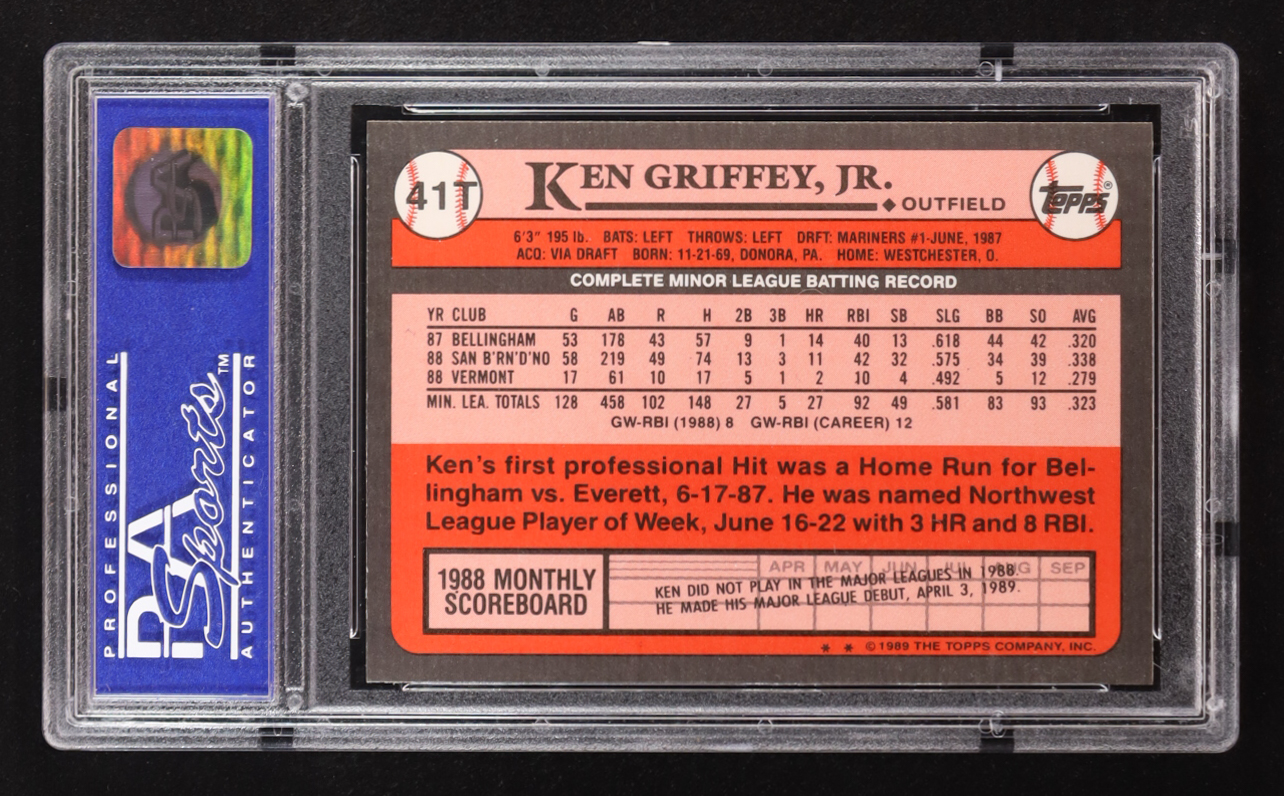 PSA
PROFESSIONAL
PSA
Sports™
AUTHENTICATOR
41T
KEN GRIFFEY, JR.
◆ OUTFIELD
TOPPS®
6'3" 195 lb. BATS: LEFT THROWS: LEFT DRFT: MARINERS #1-JUNE, 1987
ACQ: VIA DRAFT BORN: 11-21-69, DONORA, PA. HOME: WESTCHESTER, O.
COMPLETE MINOR LEAGUE BATTING RECORD
YR CLUB G AB R H 2B 3B HR RBI SB SLG BB SO AVG
87 BELLINGHAM 53 178 43 57 9 1 14 40 13 .618 44 42 .320
88 SAN B'RN'D'NO 58 219 49 74 13 3 11 42 32 .575 34 39 .338
88 VERMONT 17 61 10 17 5 1 2 10 4 .492 5 12 .279
MIN. LEA. TOTALS 128 458 102 148 27 5 27 92 49 .581 83 93 .323
GW-RBI (1988) 8 GW-RBI (CAREER) 12
Ken's first professional Hit was a Home Run for Bel-
lingham vs. Everett, 6-17-87. He was named Northwest
League Player of Week, June 16-22 with 3 HR and 8 RBI.
1988 MONTHLY
SCOREBOARD
APR MAY JUN JUL AUG SEP
KEN DID NOT PLAY IN THE MAJOR LEAGUES IN 1988.
HE MADE HIS MAJOR LEAGUE DEBUT, APRIL 3, 1989.
* * © 1989 THE TOPPS COMPANY, INC.